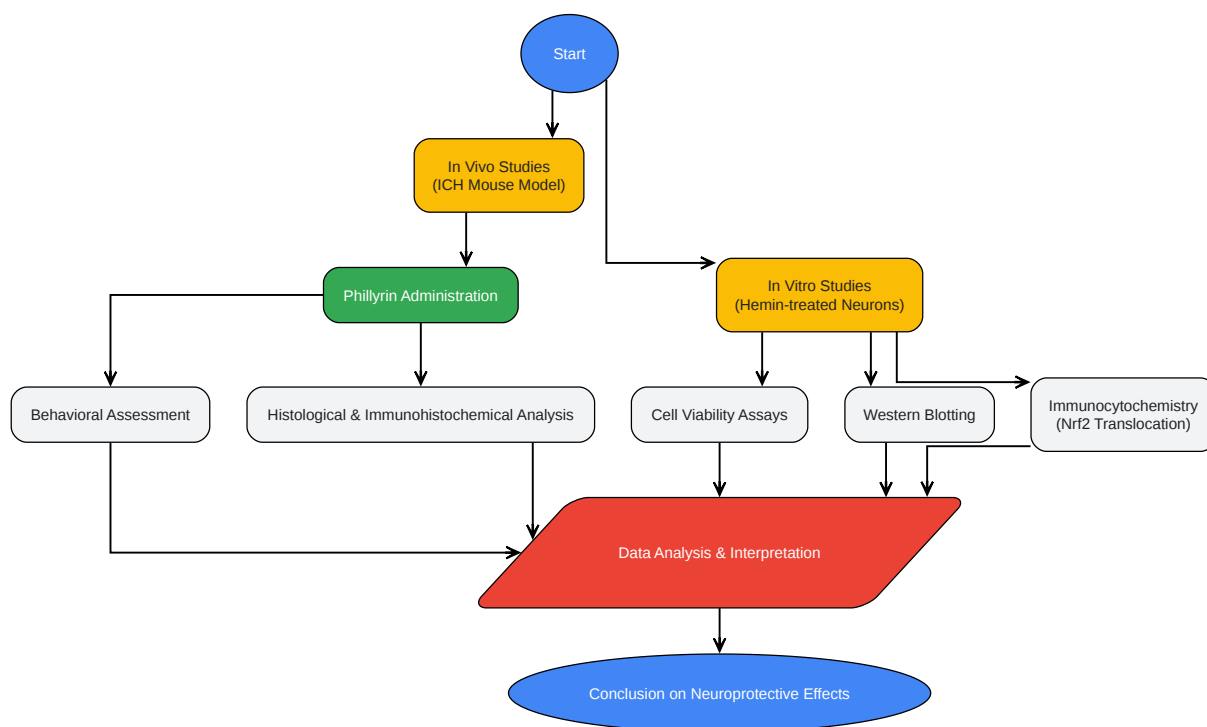 Start
In Vivo Studies
(ICH Mouse Model)
Phillyrin Administration
In Vitro Studies
(Hemin-treated Neurons)
Behavioral Assessment
Histological & Immunohistochemical Analysis
Cell Viability Assays
Western Blotting
Immunocytochemistry
(Nrf2 Translocation)
Data Analysis & Interpretation
Conclusion on Neuroprotective Effects